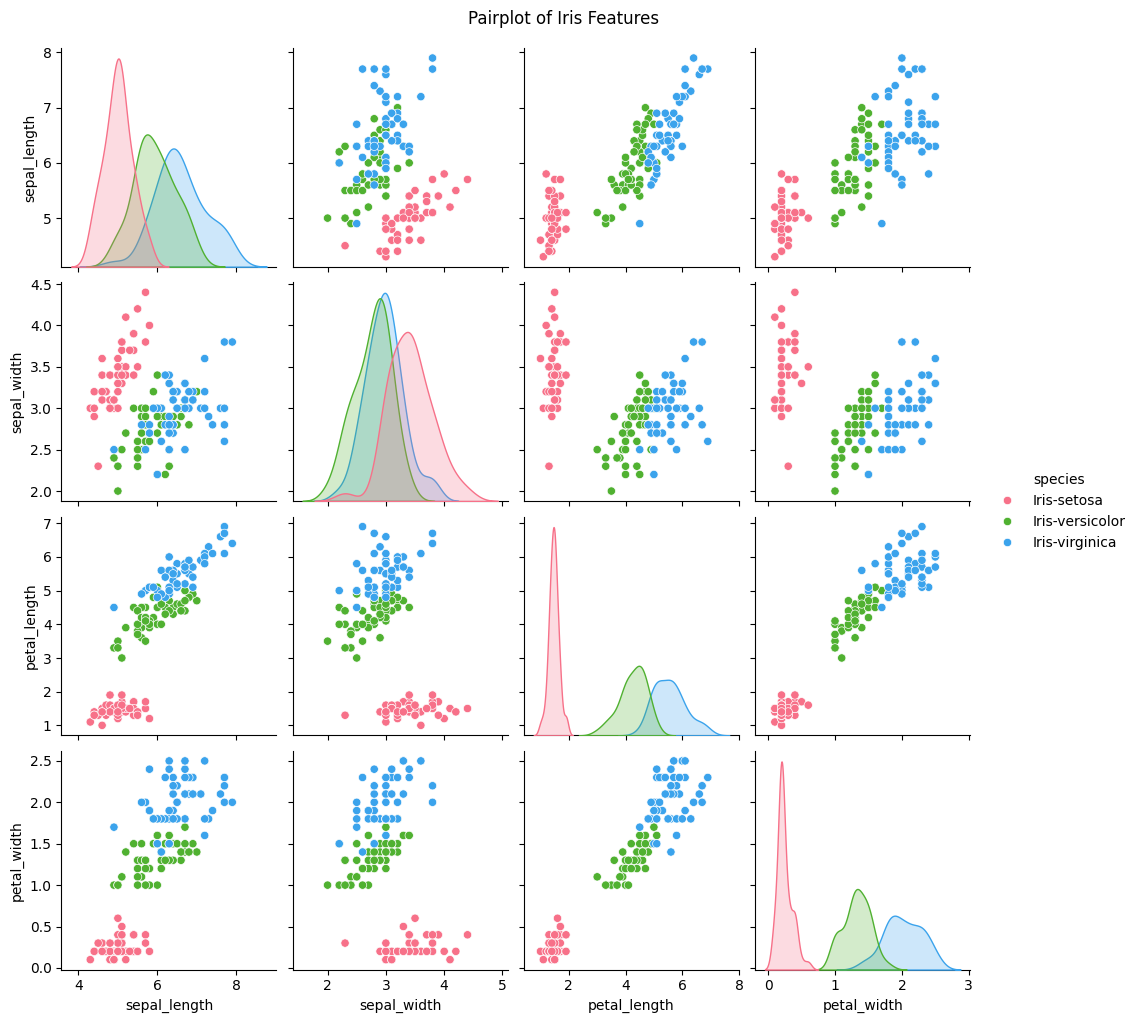 Pairplot of Iris Features
8
7
6
5
sepal_length
4.5
4.0
3.5
3.0
2.5
2.0
sepal_width
7
6
5
4
3
2
1
petal_length
2.5
2.0
1.5
1.0
0.5
0.0
petal_width
4 6 8
sepal_length
2 3 4 5
sepal_width
2 4 6 8
petal_length
0 1 2 3
petal_width
species
Iris-setosa
Iris-versicolor
Iris-virginica